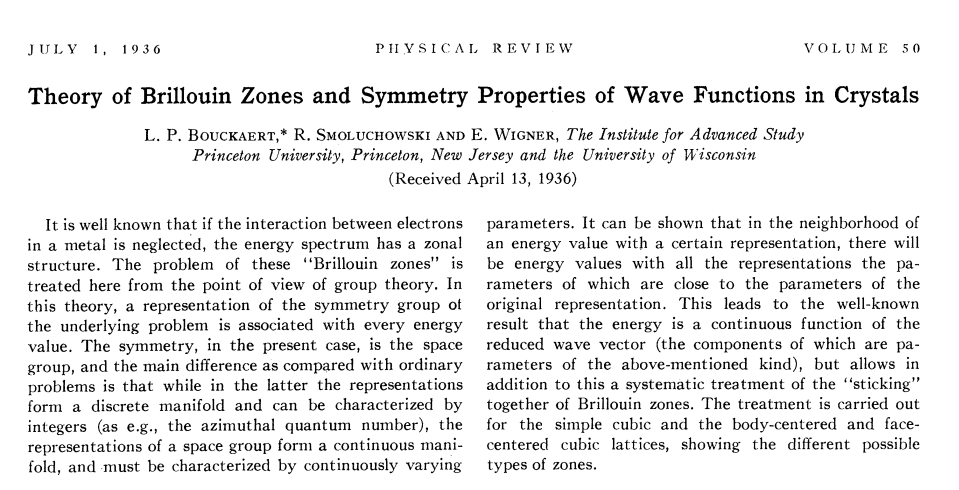 JULY 1, 1936 PHYSICAL REVIEW VOLUME 50
Theory of Brillouin Zones and Symmetry Properties of Wave Functions in Crystals
L. P. BOUCKAERT,* R. SMOLUCHOWSKI AND E. WIGNER, The Institute for Advanced Study
Princeton University, Princeton, New Jersey and the University of Wisconsin
(Received April 13, 1936)
It is well known that if the interaction between electrons
in a metal is neglected, the energy spectrum has a zonal
structure. The problem of these "Brillouin zones" is
treated here from the point of view of group theory. In
this theory, a representation of the symmetry group of
the underlying problem is associated with every energy
value. The symmetry, in the present case, is the space
group, and the main difference as compared with ordinary
problems is that while in the latter the representations
form a discrete manifold and can be characterized by
integers (as e.g., the azimuthal quantum number), the
representations of a space group form a continuous mani-
fold, and must be characterized by continuously varying
parameters. It can be shown that in the neighborhood of
an energy value with a certain representation, there will
be energy values with all the representations the pa-
rameters of which are close to the parameters of the
original representation. This leads to the well-known
result that the energy is a continuous function of the
reduced wave vector (the components of which are pa-
rameters of the above-mentioned kind), but allows in
addition to this a systematic treatment of the "sticking"
together of Brillouin zones. The treatment is carried out
for the simple cubic and the body-centered and face-
centered cubic lattices, showing the different possible
types of zones.